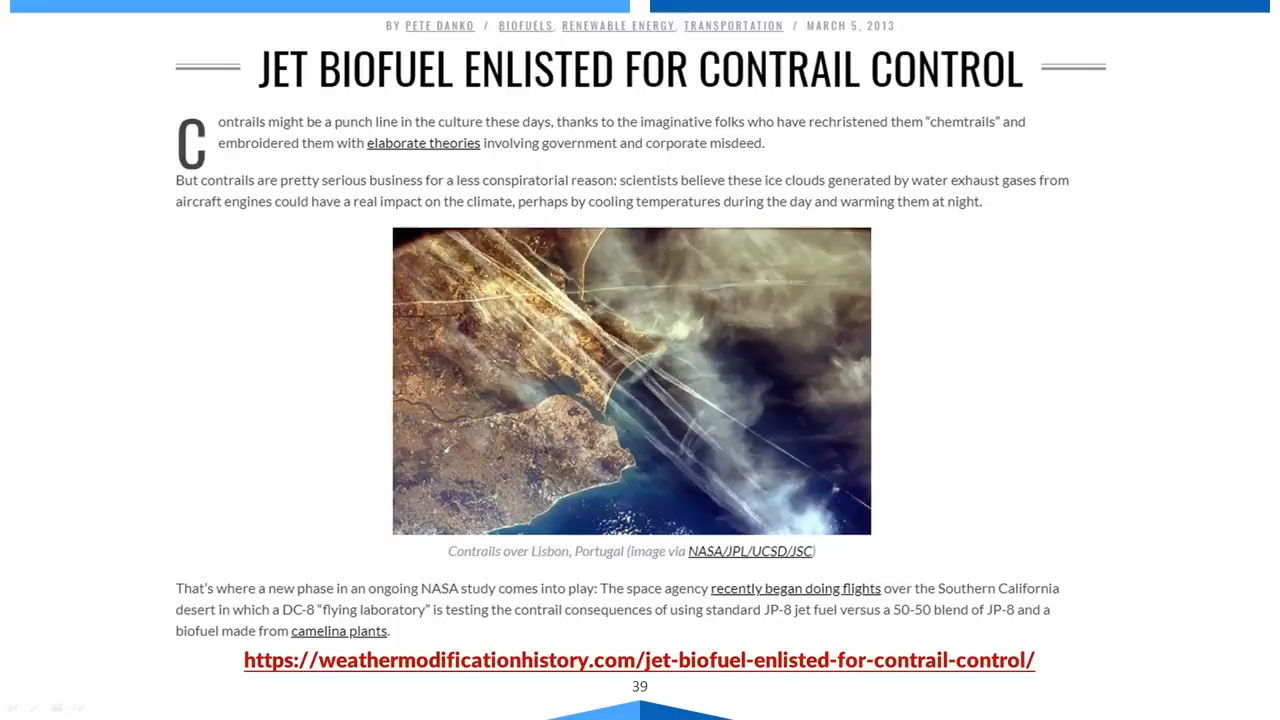 BY PETE DANKO / BIOFUELS, RENEWABLE ENERGY, TRANSPORTATION / MARCH 5, 2013
JET BIOFUEL ENLISTED FOR CONTRAIL CONTROL
Contrails might be a punch line in the culture these days, thanks to the imaginative folks who have rechristened them “chemtrails” and
embroidered them with elaborate theories involving government and corporate misdeed.
But contrails are pretty serious business for a less conspiratorial reason: scientists believe these ice clouds generated by water exhaust gases from
aircraft engines could have a real impact on the climate, perhaps by cooling temperatures during the day and warming them at night.
Contrails over Lisbon, Portugal (image via NASA/JPL/UCSD/JSC)
That’s where a new phase in an ongoing NASA study comes into play: The space agency recently began doing flights over the Southern California
desert in which a DC-8 “flying laboratory” is testing the contrail consequences of using standard JP-8 jet fuel versus a 50-50 blend of JP-8 and a
biofuel made from camelina plants.
https://weathermodificationhistory.com/jet-biofuel-enlisted-for-contrail-control/
39